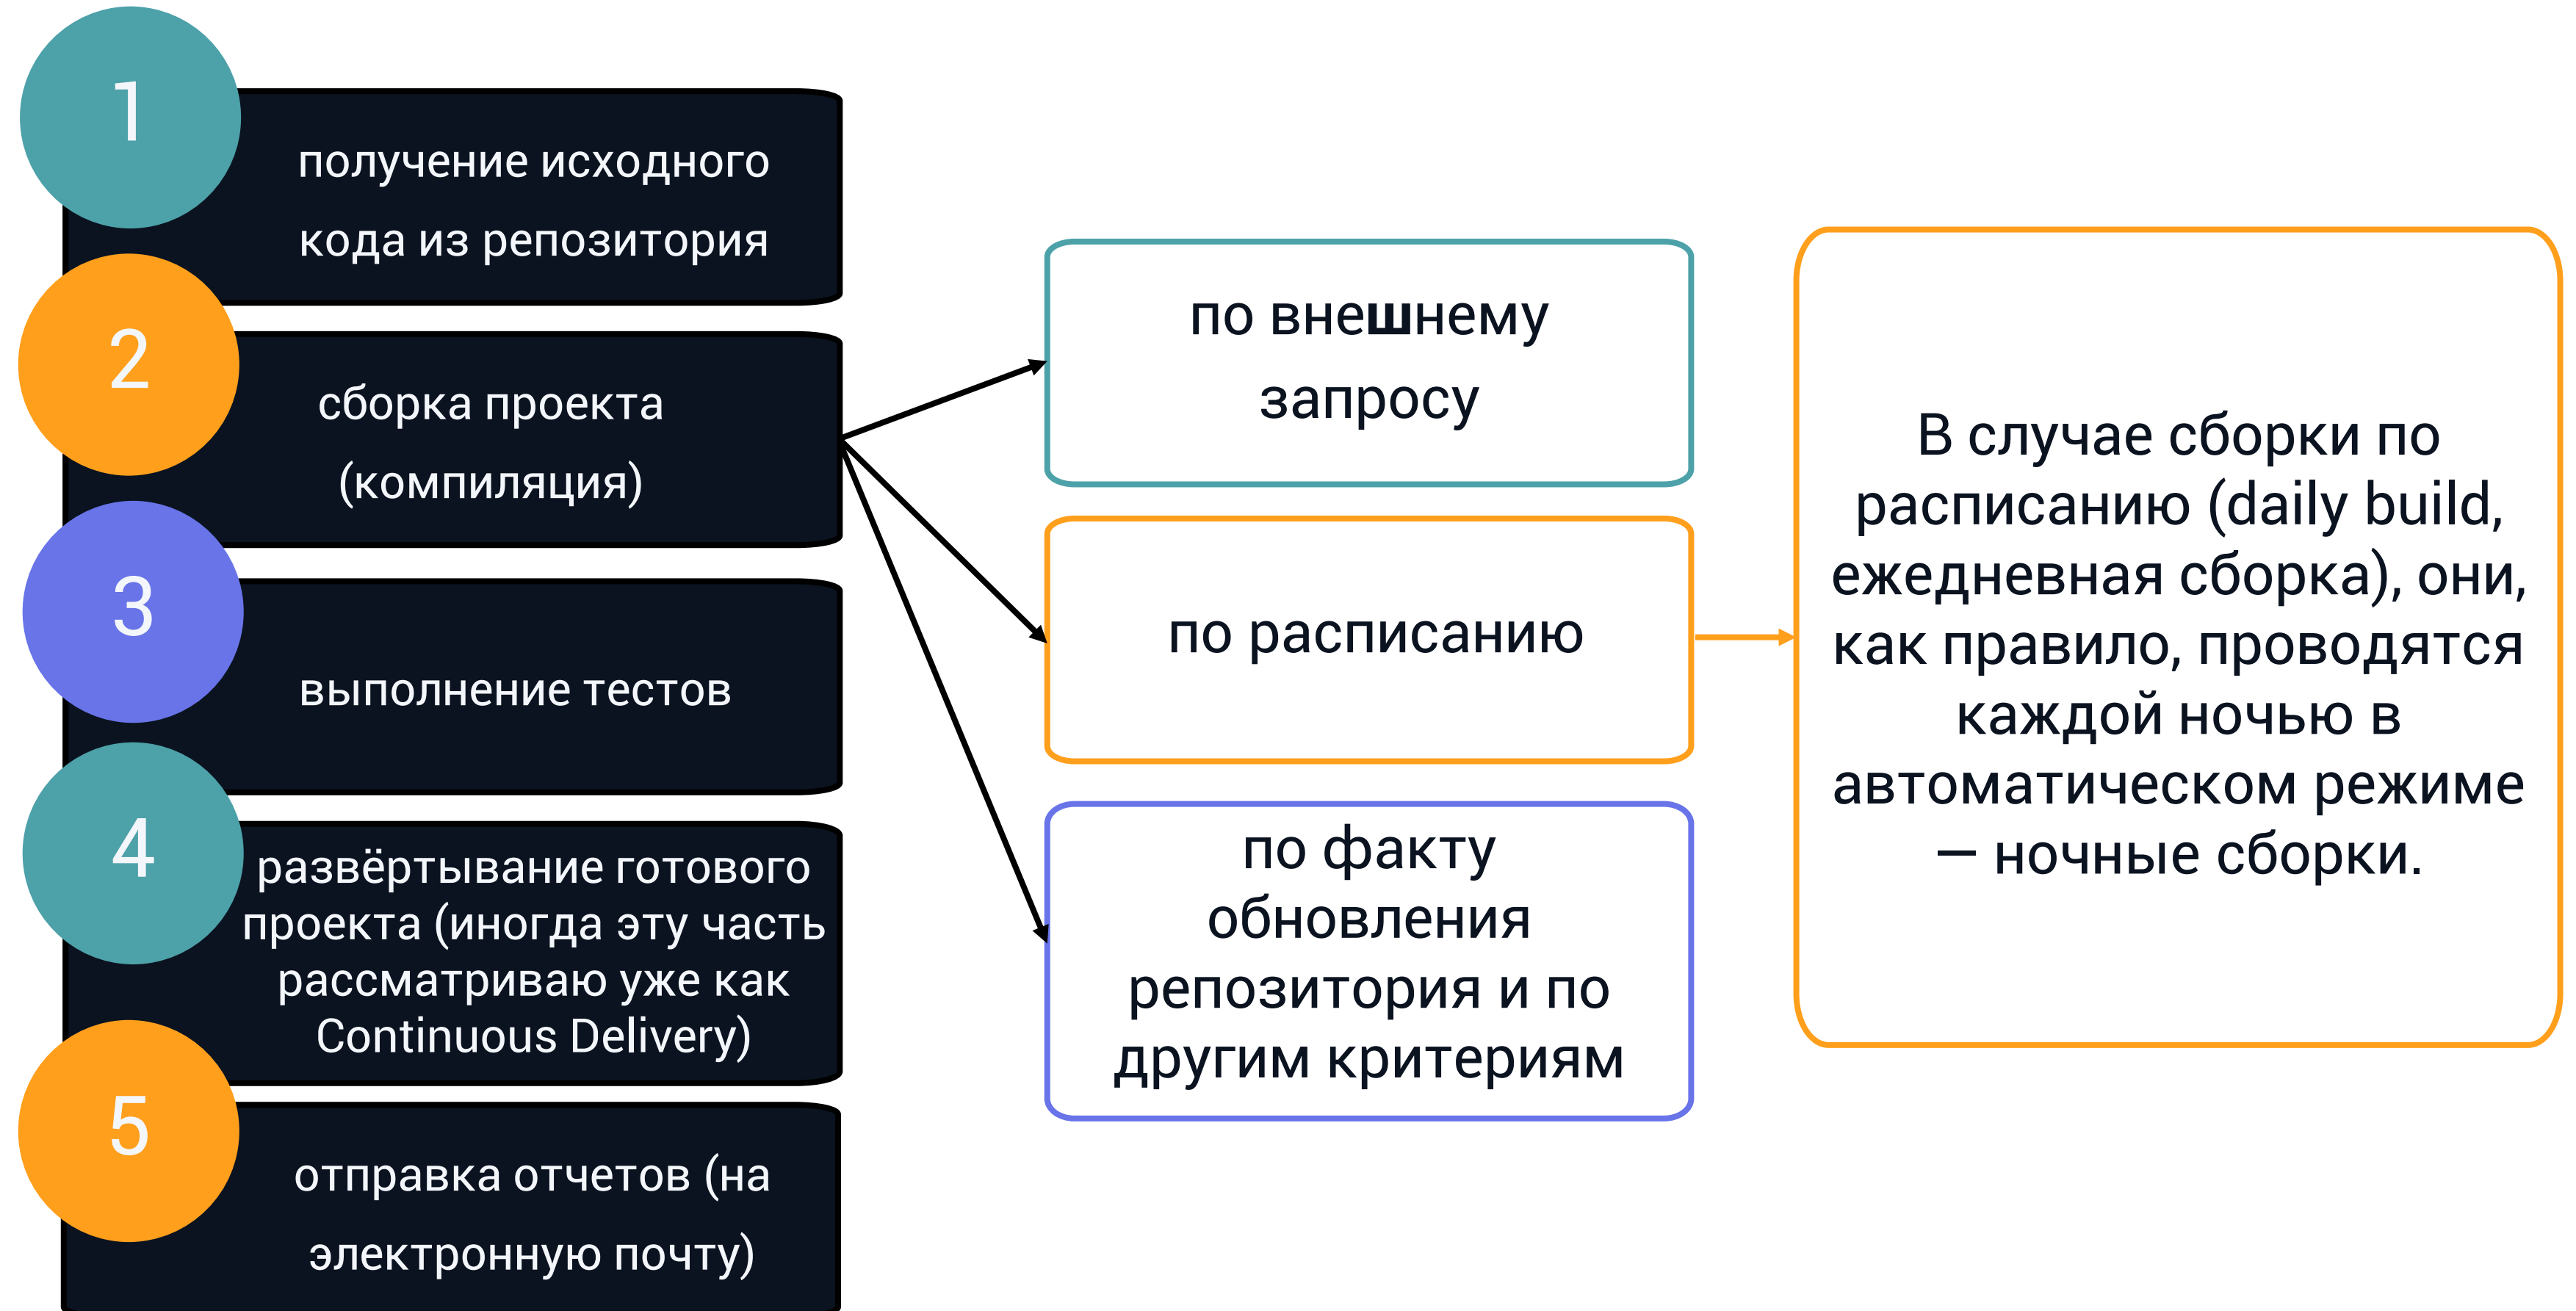 1
получение исходного
кода из репозитория
2
сборка проекта
(компиляция)
3
выполнение тестов
4
развёртывание готового
проекта (иногда эту часть
рассматриваю уже как
Continuous Delivery)
5
отправка отчетов (на
электронную почту)
по внешнему
запросу
по расписанию
по факту
обновления
репозитория и по
другим критериям
В случае сборки по
расписанию (daily build,
ежедневная сборка), они,
как правило, проводятся
каждой ночью в
автоматическом режиме
— ночные сборки.